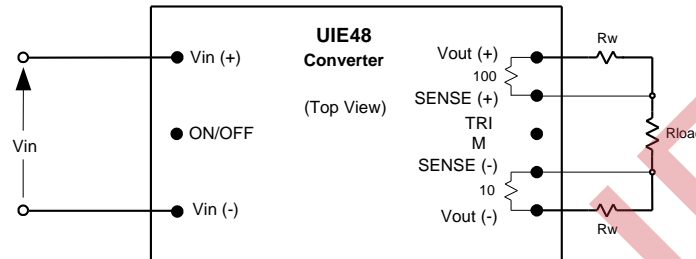 UIE48
Converter
(Top View)
Vin
Vin (+)
ON/OFF
Vin (-)
Vout (+)
100
SENSE (+)
TRI
M
SENSE (-)
10
Vout (-)
Rw
Rload
Rw